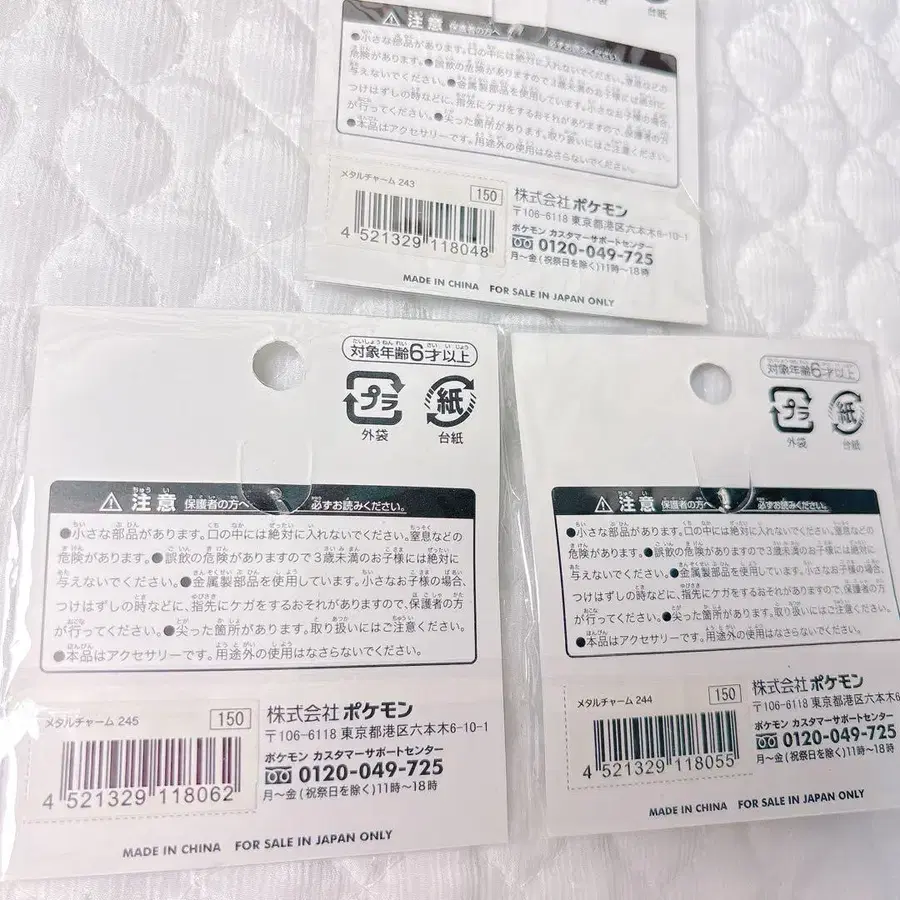 台紙
注意 保護者の方へ 必ずお読みください。
●小さな部品があります。口の中には絶対に入れないでください。窒息などの
危険があります。●誤飲の危険がありますので3歳未満のお子様には絶対に
与えないでください。●金属製部品を使用しています。小さなお子様の場合、
つけはずしの時などに、指先にケガをするおそれがありますので、保護者の方
が行ってください。●尖った箇所があります。取り扱いにはご注意ください。
●本品はアクセサリーです。用途外の使用はなさらないでください。
メタルチャーム 243
150
4 521329 118048
株式会社ポケモン
〒106-6118 東京都港区六本木6-10-1
ポケモン カスタマーサポートセンター
0120-049-725
月〜金(祝祭日を除く)11時〜18時
MADE IN CHINA FOR SALE IN JAPAN ONLY
対象年齢6才以上
プラ
外袋
紙
台紙
注意 保護者の方へ 必ずお読みください。
●小さな部品があります。口の中には絶対に入れないでください。窒息などの
危険があります。●誤飲の危険がありますので3歳未満のお子様には絶対に
与えないでください。●金属製部品を使用しています。小さなお子様の場合、
つけはずしの時などに、指先にケガをするおそれがありますので、保護者の方
が行ってください。●尖った箇所があります。取り扱いにはご注意ください。
●本品はアクセサリーです。用途外の使用はなさらないでください。
メタルチャーム 245
150
4 521329 118062
株式会社ポケモン
〒106-6118 東京都港区六本木6-10-1
ポケモン カスタマーサポートセンター
0120-049-725
月〜金(祝祭日を除く)11時〜18時
MADE IN CHINA FOR SALE IN JAPAN ONLY
対象年齢6才以上
プラ
外袋
紙
台紙
注意 保護者の方へ 必ずお読みください。
●小さな部品があります。口の中には絶対に入れないでください。窒息などの
危険があります。●誤飲の危険がありますので3歳未満のお子様には絶対に
与えないでください。●金属製部品を使用しています。小さなお子様の場合、
つけはずしの時などに、指先にケガをするおそれがありますので、保護者の方
が行ってください。●尖った箇所があります。取り扱いにはご注意ください。
●本品はアクセサリーです。用途外の使用はなさらないでください。
メタルチャーム 244
150
4 521329 118055
株式会社ポケモン
〒106-6118 東京都港区六本木6
ポケモン カスタマーサポートセンター
0120-049-725
月〜金(祝祭日を除く)11時〜18時
MADE IN CHINA FOR SALE IN JAPAN ONLY